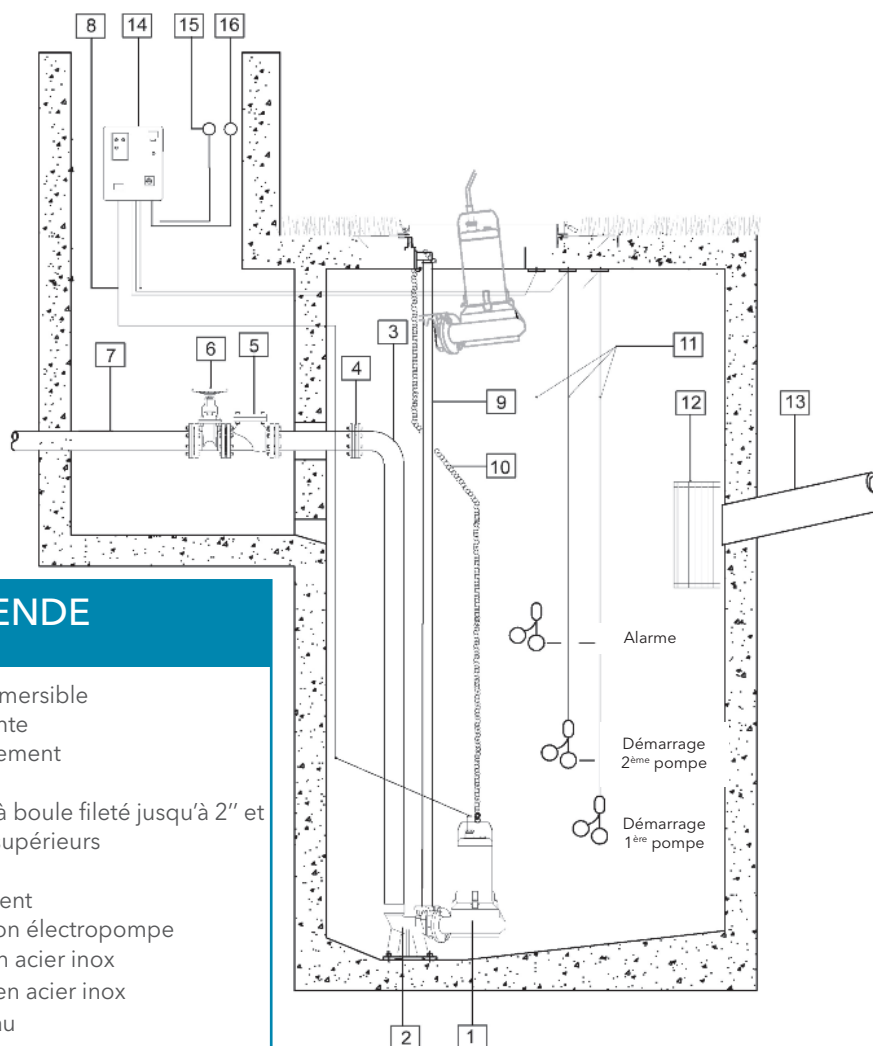 8 14 15 16
3
6 5
7
4
11
9
12 13
10
ENDE
Alarme
mersible
nte
ement
Démarrage
2ème pompe
à boule fileté jusqu'à 2’’ et
supérieurs
Démarrage
1ère pompe
ent
on électropompe
n acier inox
en acier inox
au
2 1